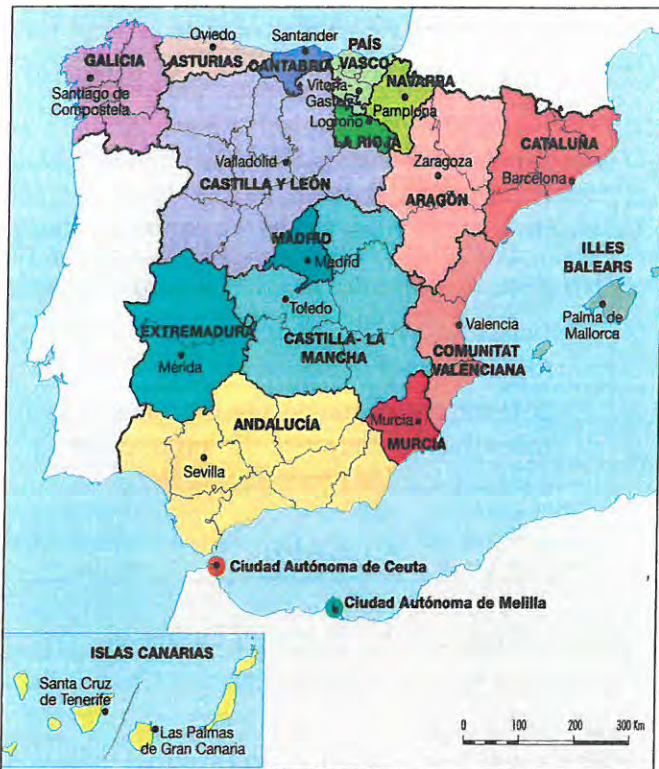 Oviedo
Santander
GALICIA
ASTURIAS
CANTABRIA
PAÍS
VASCO
NAVARRA
Santiago de
Compostela
Vitoria
Gasteiz
Pamplona
Logroño
LA RIOJA
CATALUÑA
Valladolid
Zaragoza
Barcelona
CASTILLA Y LEÓN
ARAGÓN
MADRID
Madrid
ILLES
BALEARS
Toledo
EXTREMADURA
CASTILLA- LA
MANCHA
Valencia
Palma de
Mallorca
Mérida
COMUNITAT
VALENCIANA
ANDALUCÍA
Murcia
MURCIA
Sevilla
Ciudad Autónoma de Ceuta
Ciudad Autónoma de Melilla
ISLAS CANARIAS
Santa Cruz
de Tenerife
Las Palmas
de Gran Canaria
0 100 200 300 Km